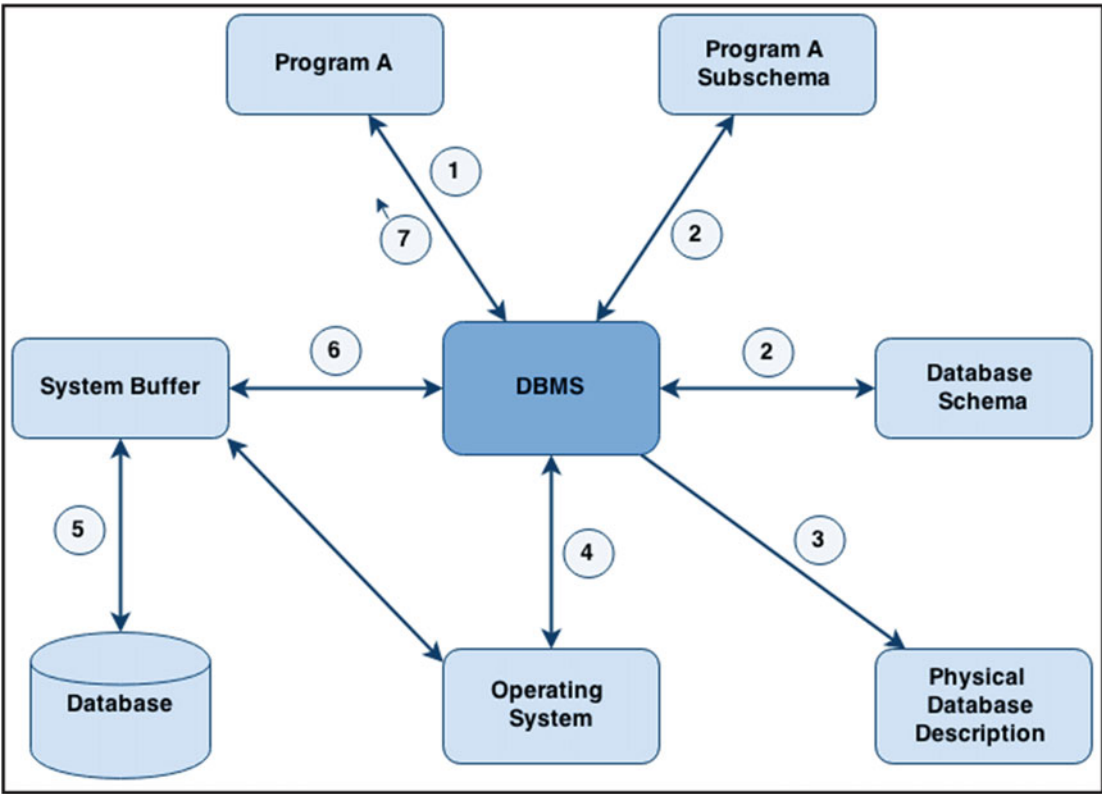 Program A
Program A
Subschema
1
7
2
System Buffer
6
DBMS
2
Database
Schema
5
4
3
Database
Operating
System
Physical
Database
Description